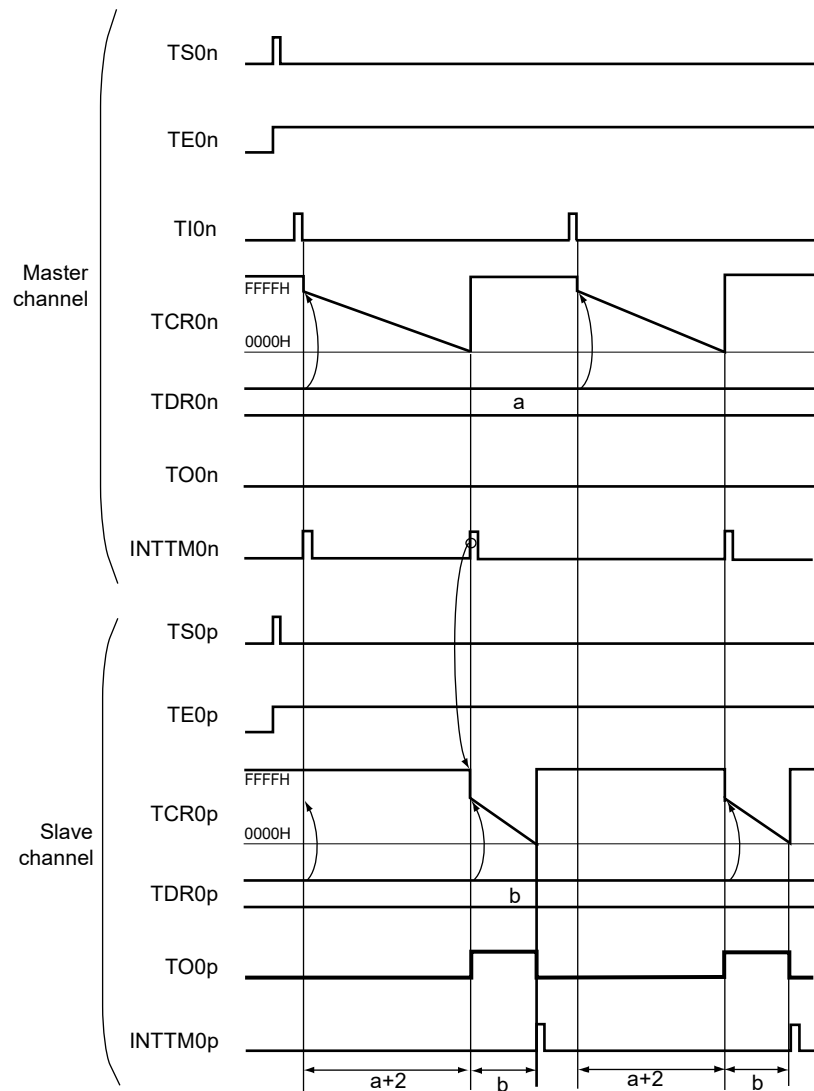 TS0n
TE0n
TI0n
Master
channel
FFFFH
TCR0n
0000H
TDR0n
a
TO0n
INTTM0n
TS0p
TE0p
FFFFH
TCR0p
Slave
channel
0000H
TDR0p
b
TO0p
INTTM0p
a+2
b
a+2
b